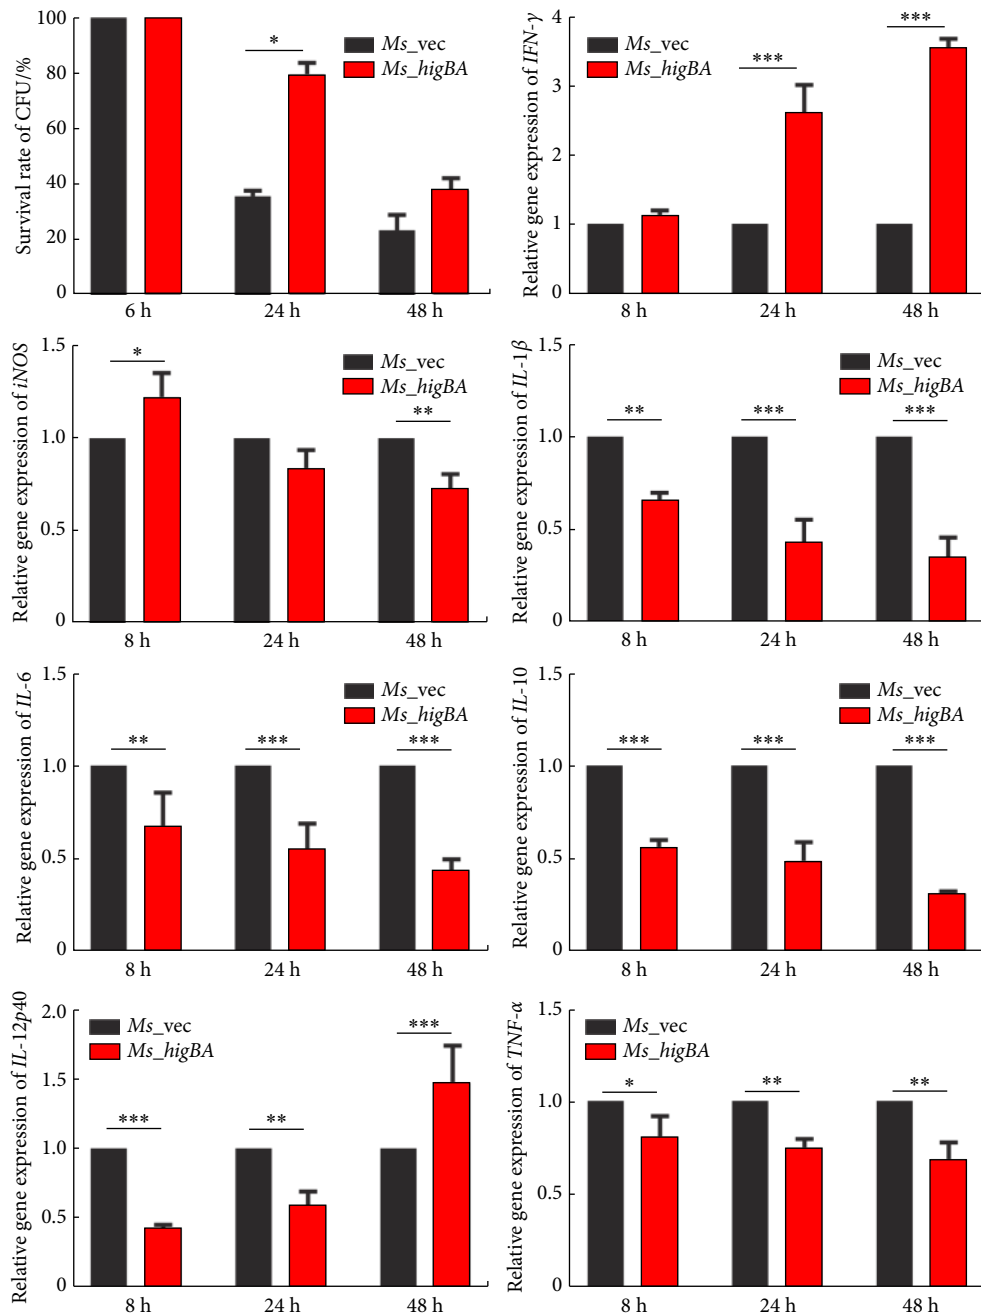 Survival rate of CFU/%
100
80
60
40
20
0
*
Ms_vec
Ms_higBA
6 h
24 h
48 h
Relative gene expression of IFN-γ
4
3
2
1
0
Ms_vec
Ms_higBA
***
***
8 h
24 h
48 h
Relative gene expression of iNOS
1.5
1.0
0.5
0
*
**
Ms_vec
Ms_higBA
8 h
24 h
48 h
Relative gene expression of IL-1β
1.5
1.0
0.5
0
**
***
***
Ms_vec
Ms_higBA
8 h
24 h
48 h
Relative gene expression of IL-6
1.5
1.0
0.5
0
**
***
***
Ms_vec
Ms_higBA
8 h
24 h
48 h
Relative gene expression of IL-10
1.5
1.0
0.5
0
***
***
***
Ms_vec
Ms_higBA
8 h
24 h
48 h
Relative gene expression of IL-12p40
2.0
1.5
1.0
0.5
0
Ms_vec
Ms_higBA
***
**
***
8 h
24 h
48 h
Relative gene expression of TNF-α
1.5
1.0
0.5
0
Ms_vec
Ms_higBA
*
**
**
8 h
24 h
48 h